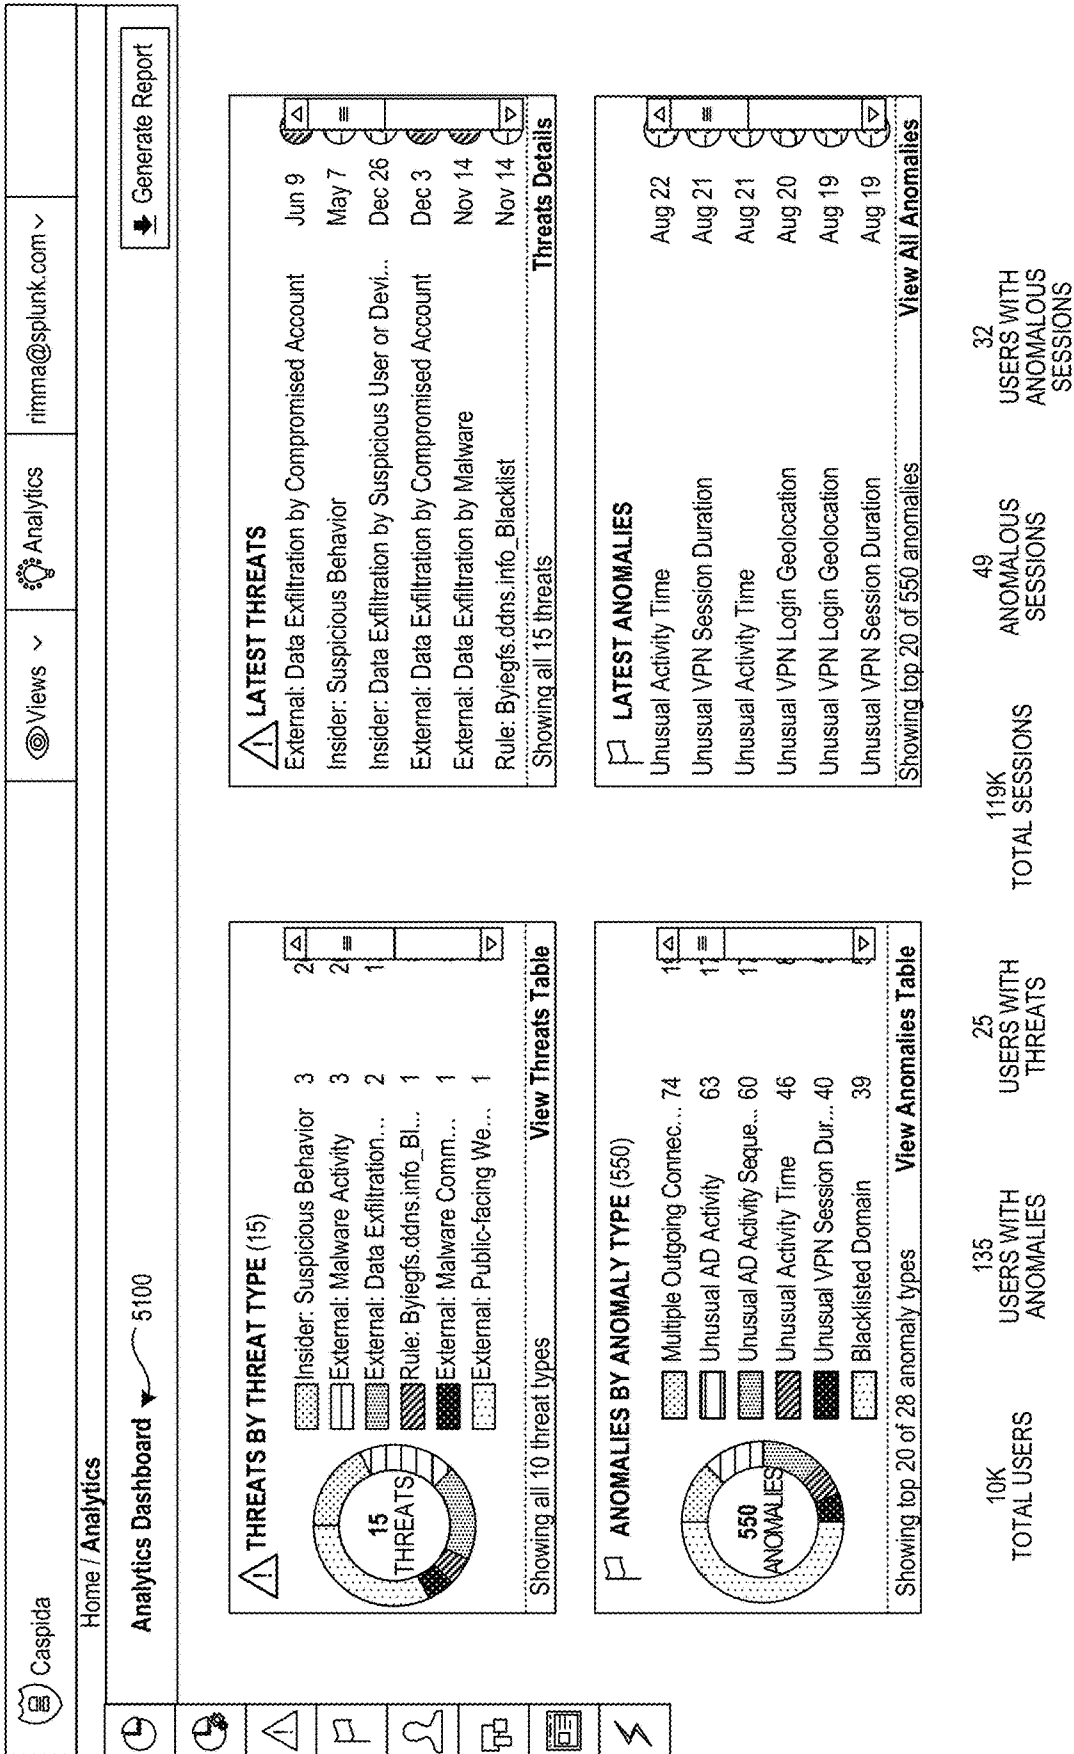 Caspida
Views
Analytics
rimma@splunk.com
Home / Analytics
Analytics Dashboard
5100
Generate Report
THREATS BY THREAT TYPE (15)
15
THREATS
Insider: Suspicious Behavior 3
External: Malware Activity 3
External: Data Exfiltration... 2
Rule: Byiegfs.ddns.info_Bl... 1
External: Malware Comm... 1
External: Public-facing We... 1
Showing all 10 threat types
View Threats Table
LATEST THREATS
External: Data Exfiltration by Compromised Account Jun 9
Insider: Suspicious Behavior May 7
Insider: Data Exfiltration by Suspicious User or Devi... Dec 26
External: Data Exfiltration by Compromised Account Dec 3
External: Data Exfiltration by Malware Nov 14
Rule: Byiegfs.ddns.info_Blacklist Nov 14
Showing all 15 threats
Threats Details
ANOMALIES BY ANOMALY TYPE (550)
550
ANOMALIES
Multiple Outgoing Connec... 74
Unusual AD Activity 63
Unusual AD Activity Seque... 60
Unusual Activity Time 46
Unusual VPN Session Dur... 40
Blacklisted Domain 39
Showing top 20 of 28 anomaly types
View Anomalies Table
LATEST ANOMALIES
Unusual Activity Time Aug 22
Unusual VPN Session Duration Aug 21
Unusual Activity Time Aug 21
Unusual VPN Login Geolocation Aug 20
Unusual VPN Login Geolocation Aug 19
Unusual VPN Session Duration Aug 19
Showing top 20 of 550 anomalies
View All Anomalies
10K
TOTAL USERS
135
USERS WITH
ANOMALIES
25
USERS WITH
THREATS
119K
TOTAL SESSIONS
49
ANOMALOUS
SESSIONS
32
USERS WITH
ANOMALOUS
SESSIONS